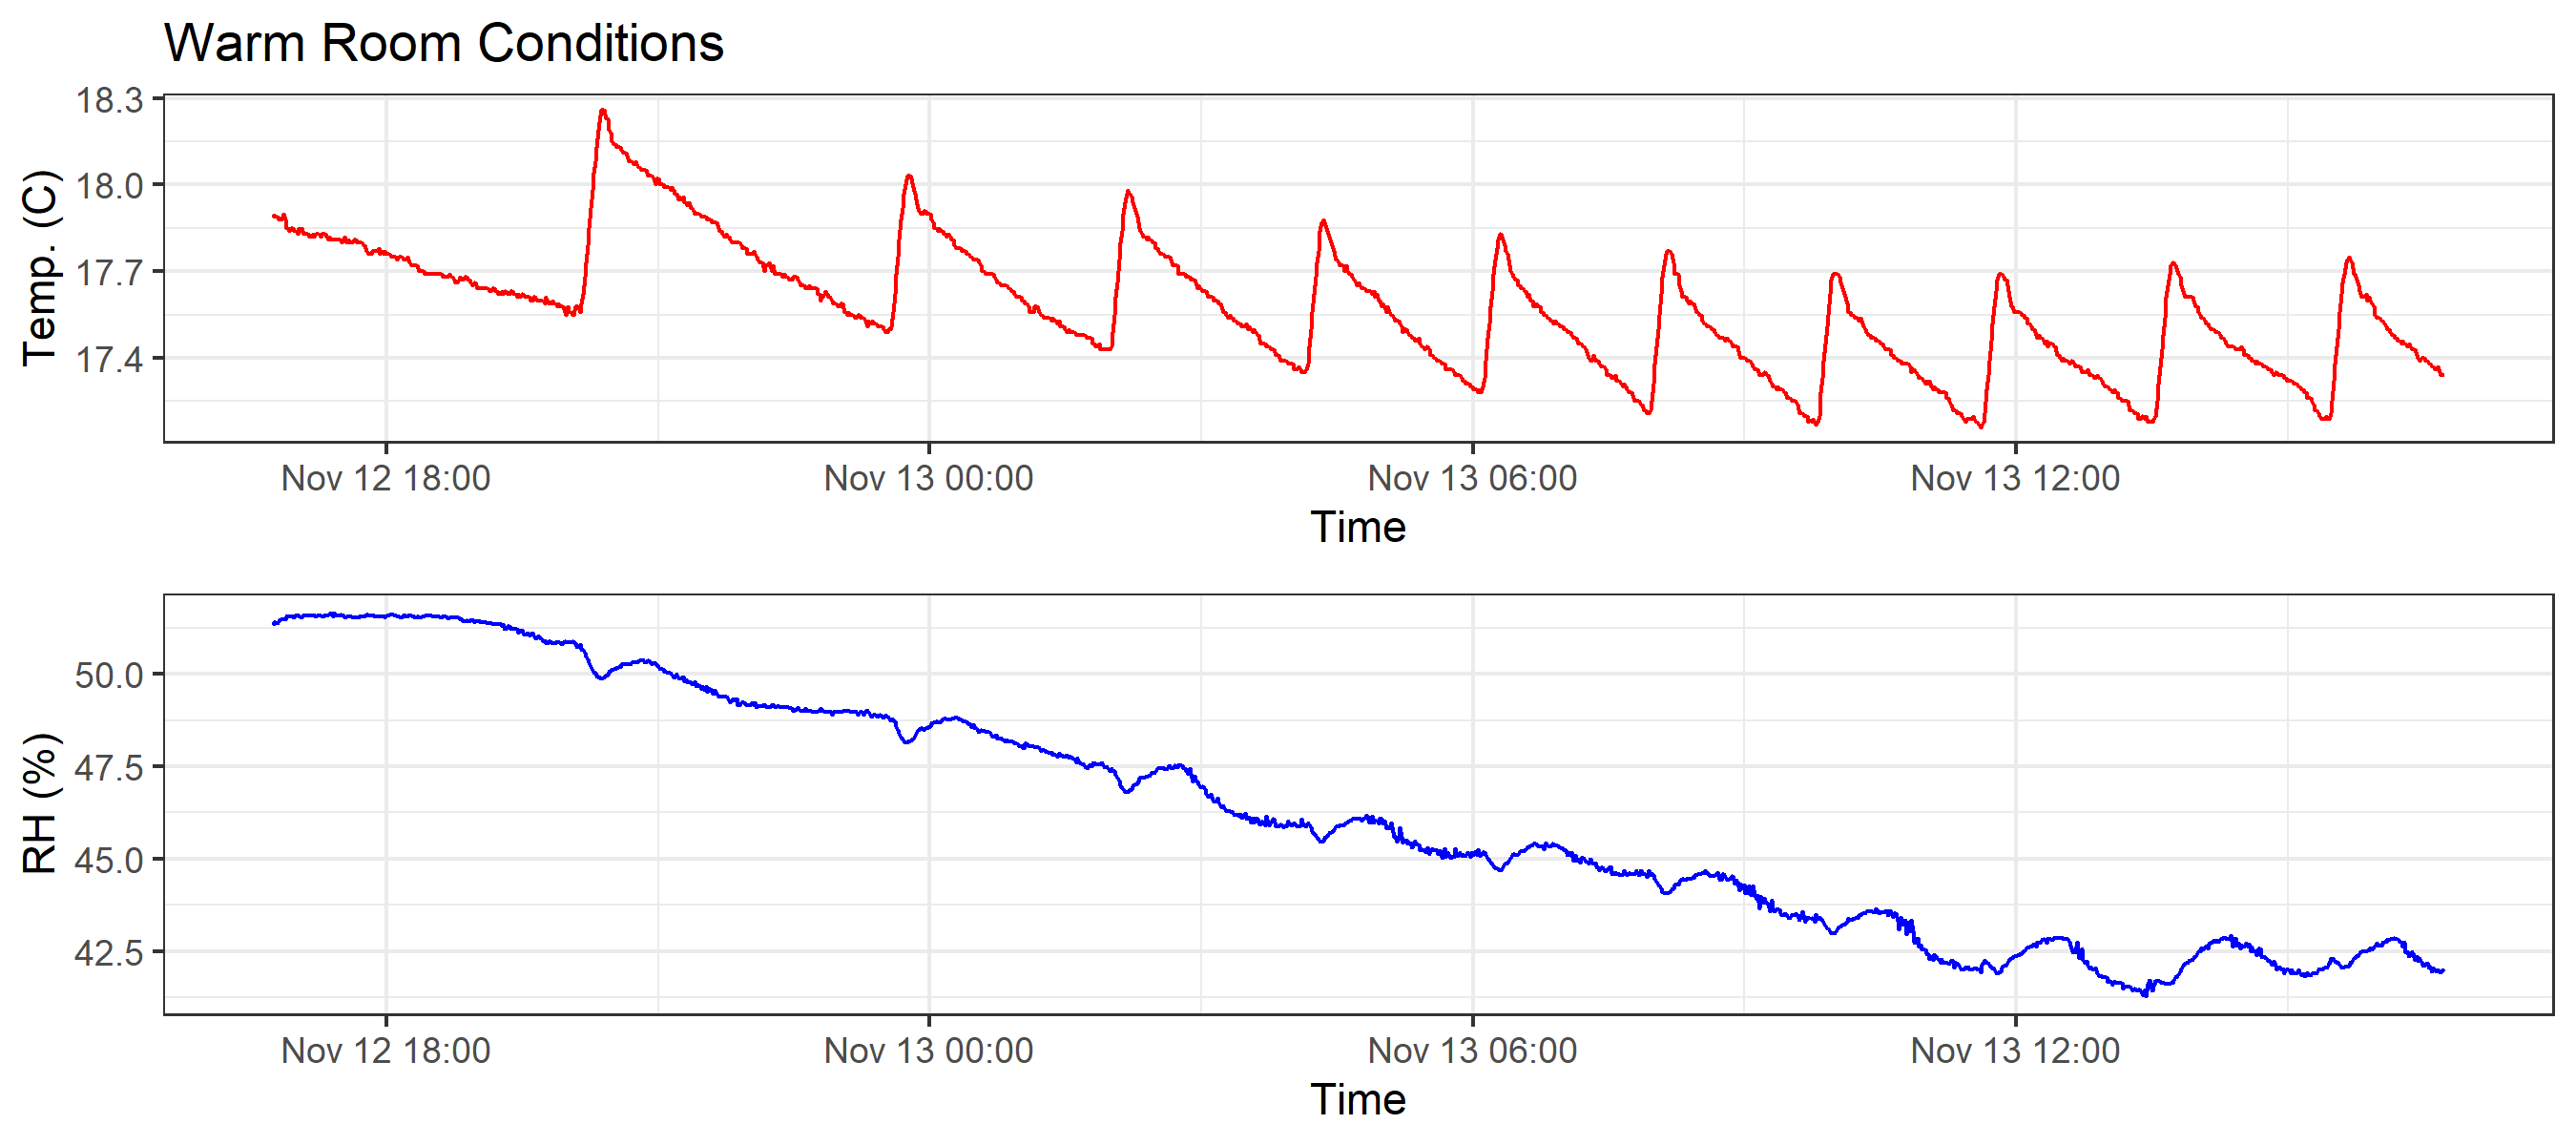 Warm Room Conditions
Temp. (C)
18.3
18.0
17.7
17.4
Nov 12 18:00 Nov 13 00:00 Nov 13 06:00 Nov 13 12:00
Time
RH (%)
50.0
47.5
45.0
42.5
Nov 12 18:00 Nov 13 00:00 Nov 13 06:00 Nov 13 12:00
Time